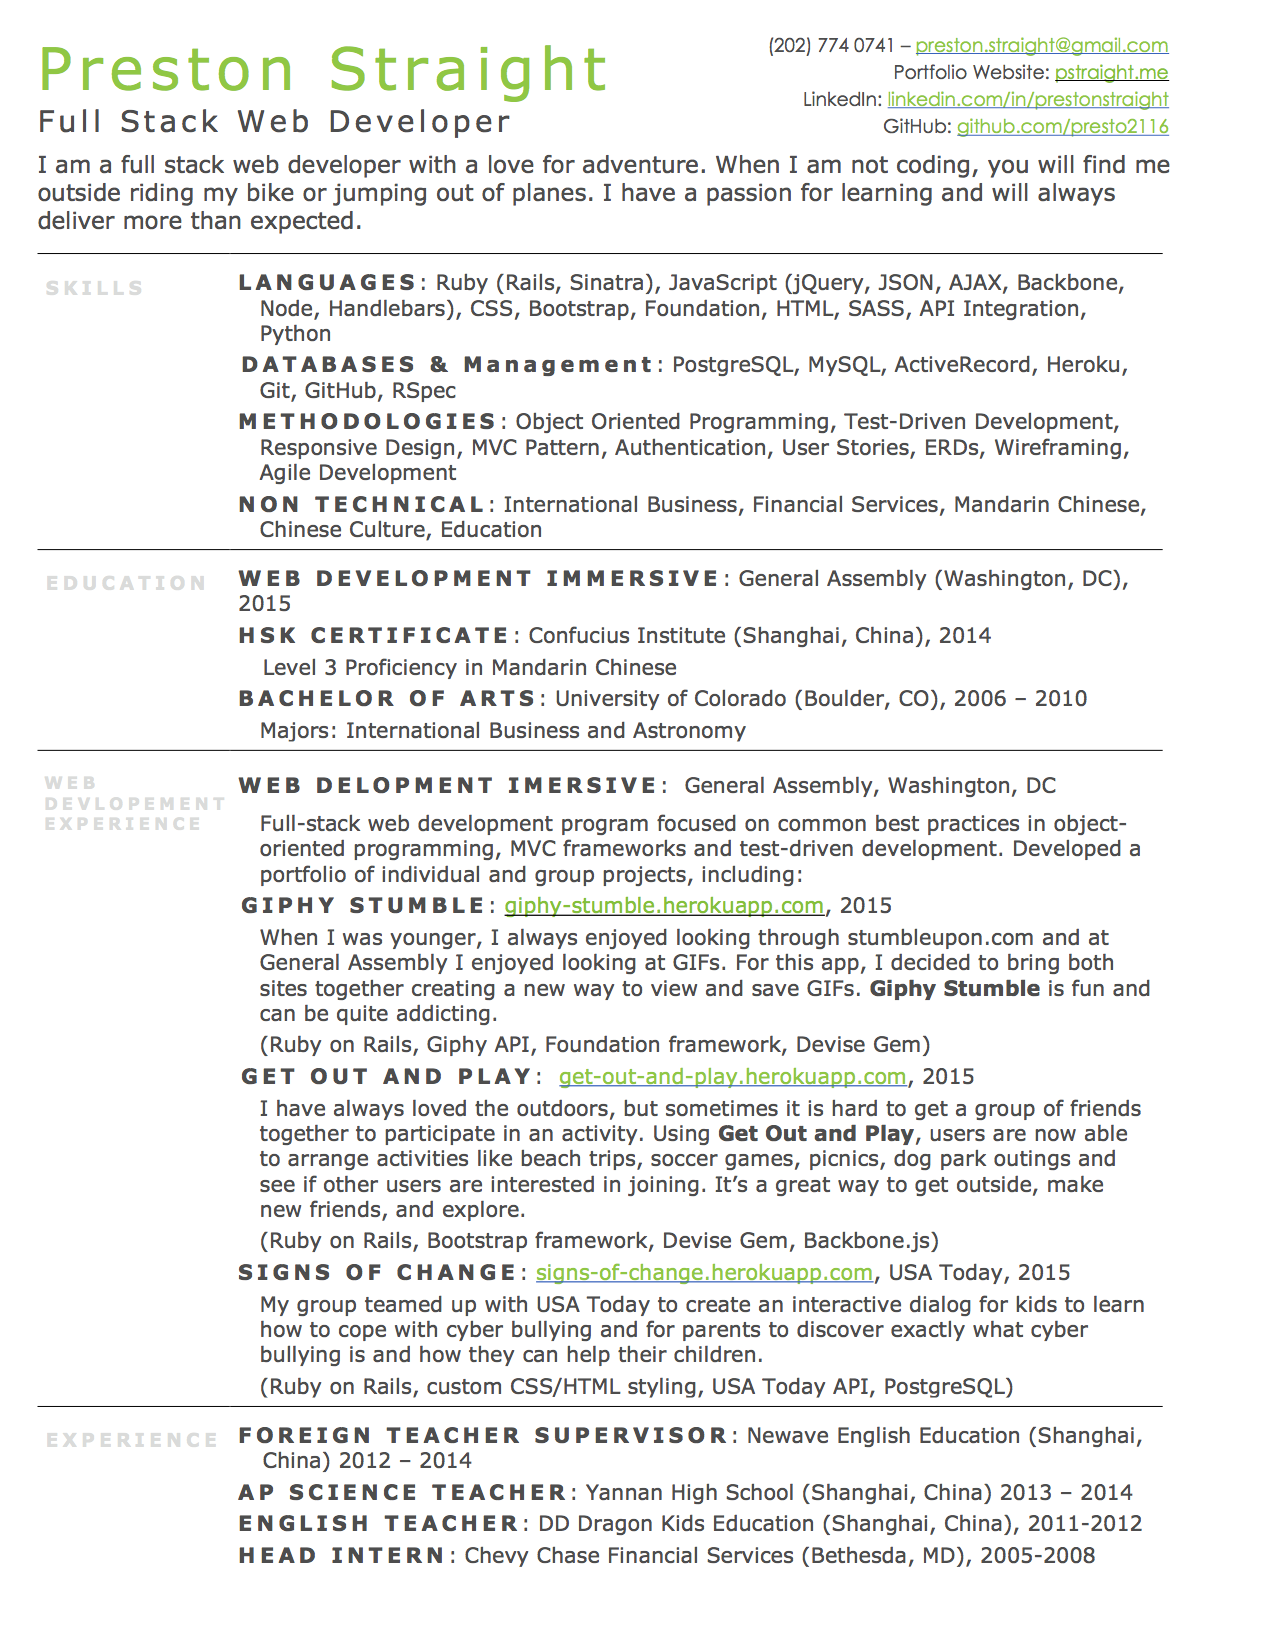 Preston Straight
Full Stack Web Developer
(202) 774 0741 – preston.straight@gmail.com
Portfolio Website: pstraight.me
LinkedIn: linkedin.com/in/prestonstraight
GitHub: github.com/presto2116
I am a full stack web developer with a love for adventure. When I am not coding, you will find me
outside riding my bike or jumping out of planes. I have a passion for learning and will always
deliver more than expected.
SKILLS
LANGUAGES: Ruby (Rails, Sinatra), JavaScript (jQuery, JSON, AJAX, Backbone,
Node, Handlebars), CSS, Bootstrap, Foundation, HTML, SASS, API Integration,
Python
DATABASES & Management: PostgreSQL, MySQL, ActiveRecord, Heroku,
Git, GitHub, RSpec
METHODOLOGIES: Object Oriented Programming, Test-Driven Development,
Responsive Design, MVC Pattern, Authentication, User Stories, ERDs, Wireframing,
Agile Development
NON TECHNICAL: International Business, Financial Services, Mandarin Chinese,
Chinese Culture, Education
EDUCATION
WEB DEVELOPMENT IMMERSIVE: General Assembly (Washington, DC),
2015
HSK CERTIFICATE: Confucius Institute (Shanghai, China), 2014
Level 3 Proficiency in Mandarin Chinese
BACHELOR OF ARTS: University of Colorado (Boulder, CO), 2006 – 2010
Majors: International Business and Astronomy
WEB
DEVLOPEMENT
EXPERIENCE
WEB DELOPMENT IMERSIVE: General Assembly, Washington, DC
Full-stack web development program focused on common best practices in object-
oriented programming, MVC frameworks and test-driven development. Developed a
portfolio of individual and group projects, including:
GIPHY STUMBLE: giphy-stumble.herokuapp.com, 2015
When I was younger, I always enjoyed looking through stumbleupon.com and at
General Assembly I enjoyed looking at GIFs. For this app, I decided to bring both
sites together creating a new way to view and save GIFs. Giphy Stumble is fun and
can be quite addicting.
(Ruby on Rails, Giphy API, Foundation framework, Devise Gem)
GET OUT AND PLAY: get-out-and-play.herokuapp.com, 2015
I have always loved the outdoors, but sometimes it is hard to get a group of friends
together to participate in an activity. Using Get Out and Play, users are now able
to arrange activities like beach trips, soccer games, picnics, dog park outings and
see if other users are interested in joining. It’s a great way to get outside, make
new friends, and explore.
(Ruby on Rails, Bootstrap framework, Devise Gem, Backbone.js)
SIGNS OF CHANGE: signs-of-change.herokuapp.com, USA Today, 2015
My group teamed up with USA Today to create an interactive dialog for kids to learn
how to cope with cyber bullying and for parents to discover exactly what cyber
bullying is and how they can help their children.
(Ruby on Rails, custom CSS/HTML styling, USA Today API, PostgreSQL)
EXPERIENCE
FOREIGN TEACHER SUPERVISOR: Newave English Education (Shanghai,
China) 2012 – 2014
AP SCIENCE TEACHER: Yannan High School (Shanghai, China) 2013 – 2014
ENGLISH TEACHER: DD Dragon Kids Education (Shanghai, China), 2011-2012
HEAD INTERN: Chevy Chase Financial Services (Bethesda, MD), 2005-2008